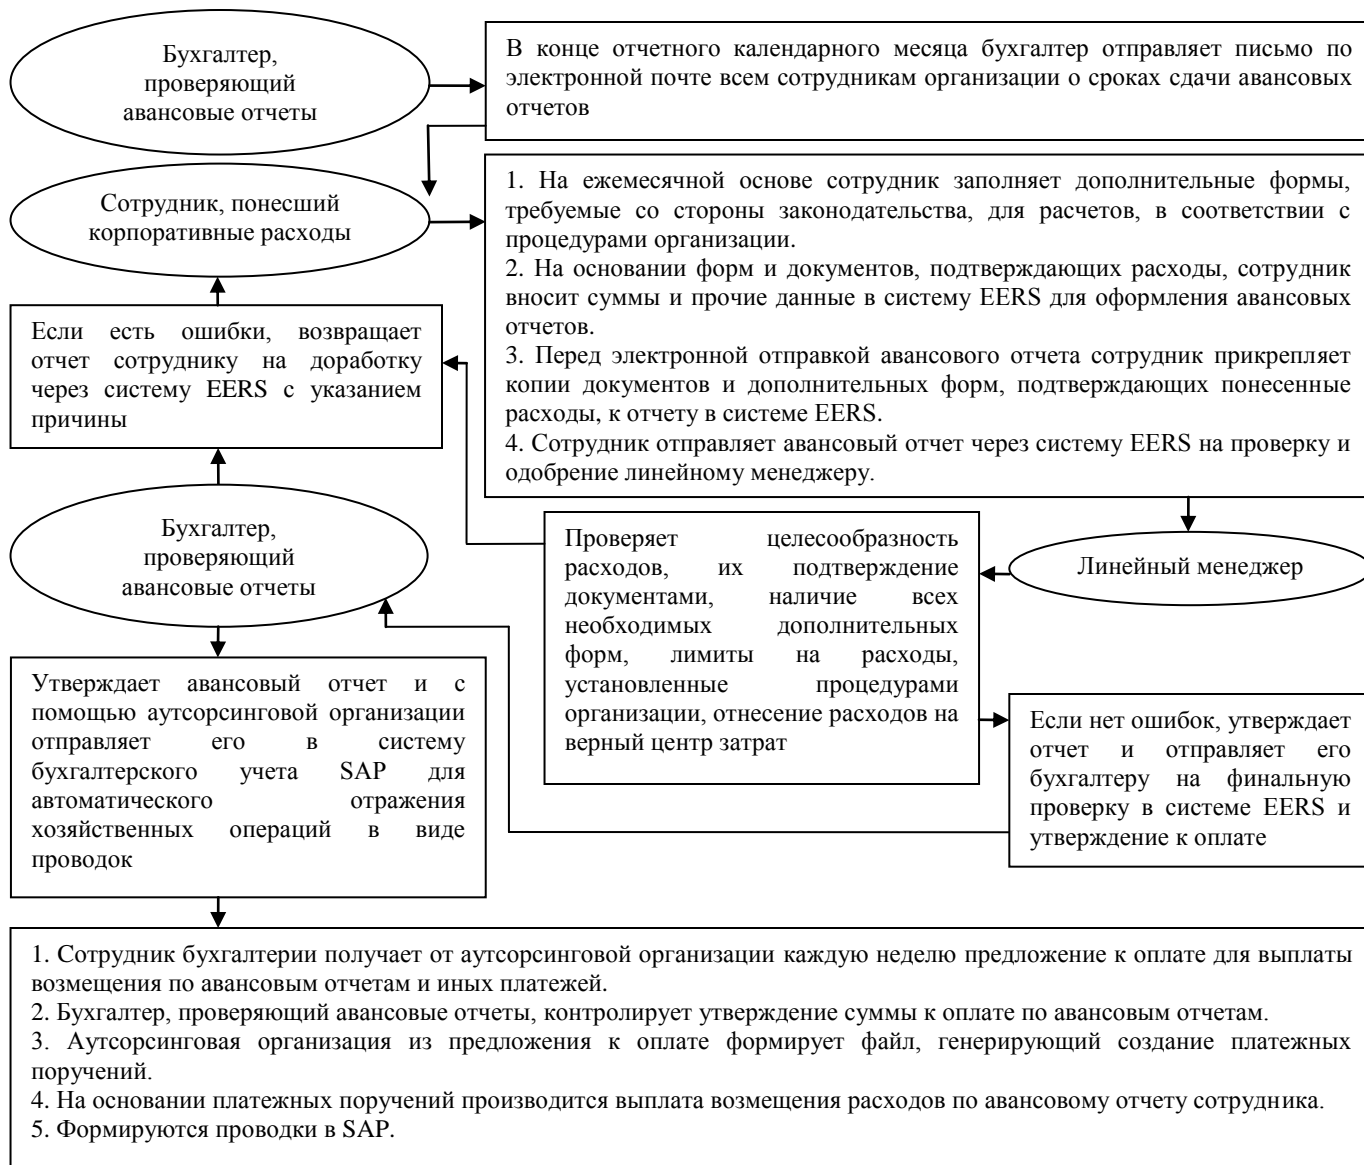 Бухгалтер,
проверяющий
авансовые отчеты
В конце отчетного календарного месяца бухгалтер отправляет письмо по
электронной почте всем сотрудникам организации о сроках сдачи авансовых
отчетов
Сотрудник, понесший
корпоративные расходы
1. На ежемесячной основе сотрудник заполняет дополнительные формы,
требуемые со стороны законодательства, для расчетов, в соответствии с
процедурами организации.
2. На основании форм и документов, подтверждающих расходы, сотрудник
вносит суммы и прочие данные в систему EERS для оформления авансовых
отчетов.
3. Перед электронной отправкой авансового отчета сотрудник прикрепляет
копии документов и дополнительных форм, подтверждающих понесенные
расходы, к отчету в системе EERS.
4. Сотрудник отправляет авансовый отчет через систему EERS на проверку и
одобрение линейному менеджеру.
Если есть ошибки, возвращает
отчет сотруднику на доработку
через систему EERS с указанием
причины
Бухгалтер,
проверяющий
авансовые отчеты
Проверяет целесообразность
расходов, их подтверждение
документами, наличие всех
необходимых дополнительных
форм, лимиты на расходы,
установленные процедурами
организации, отнесение расходов на
верный центр затрат
Линейный менеджер
Утверждает авансовый отчет и с
помощью аутсорсинговой организации
отправляет его в систему
бухгалтерского учета SAP для
автоматического отражения
хозяйственных операций в виде
проводок
Если нет ошибок, утверждает
отчет и отправляет его
бухгалтеру на финальную
проверку в системе EERS и
утверждение к оплате
1. Сотрудник бухгалтерии получает от аутсорсинговой организации каждую неделю предложение к оплате для выплаты
возмещения по авансовым отчетам и иных платежей.
2. Бухгалтер, проверяющий авансовые отчеты, контролирует утверждение суммы к оплате по авансовым отчетам.
3. Аутсорсинговая организация из предложения к оплате формирует файл, генерирующий создание платежных
поручений.
4. На основании платежных поручений производится выплата возмещения расходов по авансовому отчету сотрудника.
5. Формируются проводки в SAP.